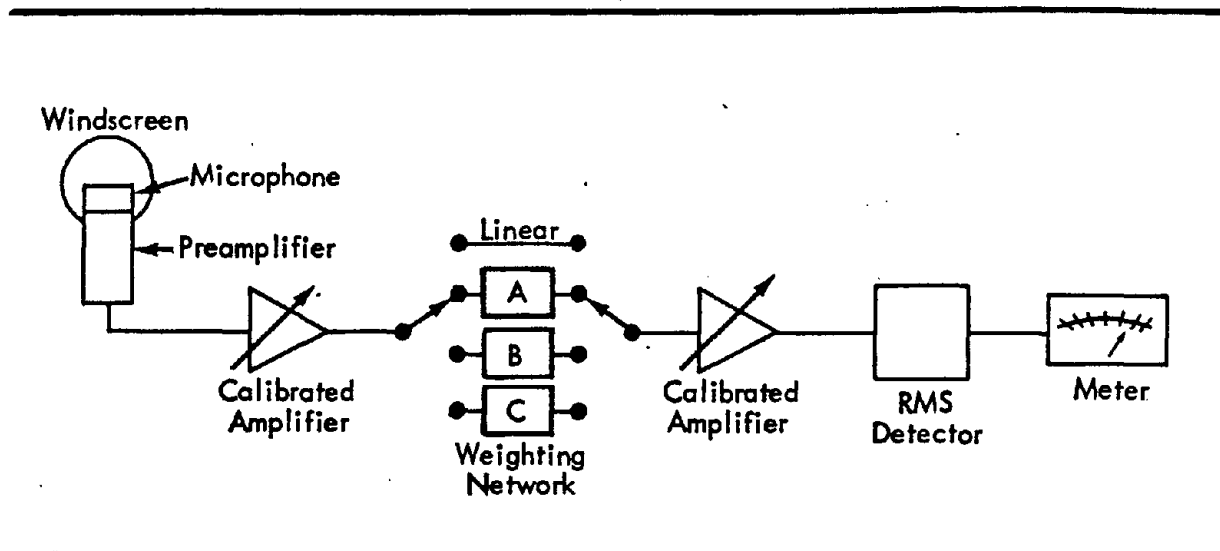 Windscreen
Microphone
Preamplifier
Linear
A
B
C
Calibrated
Amplifier
Weighting
Network
Calibrated
Amplifier
RMS
Detector
Meter